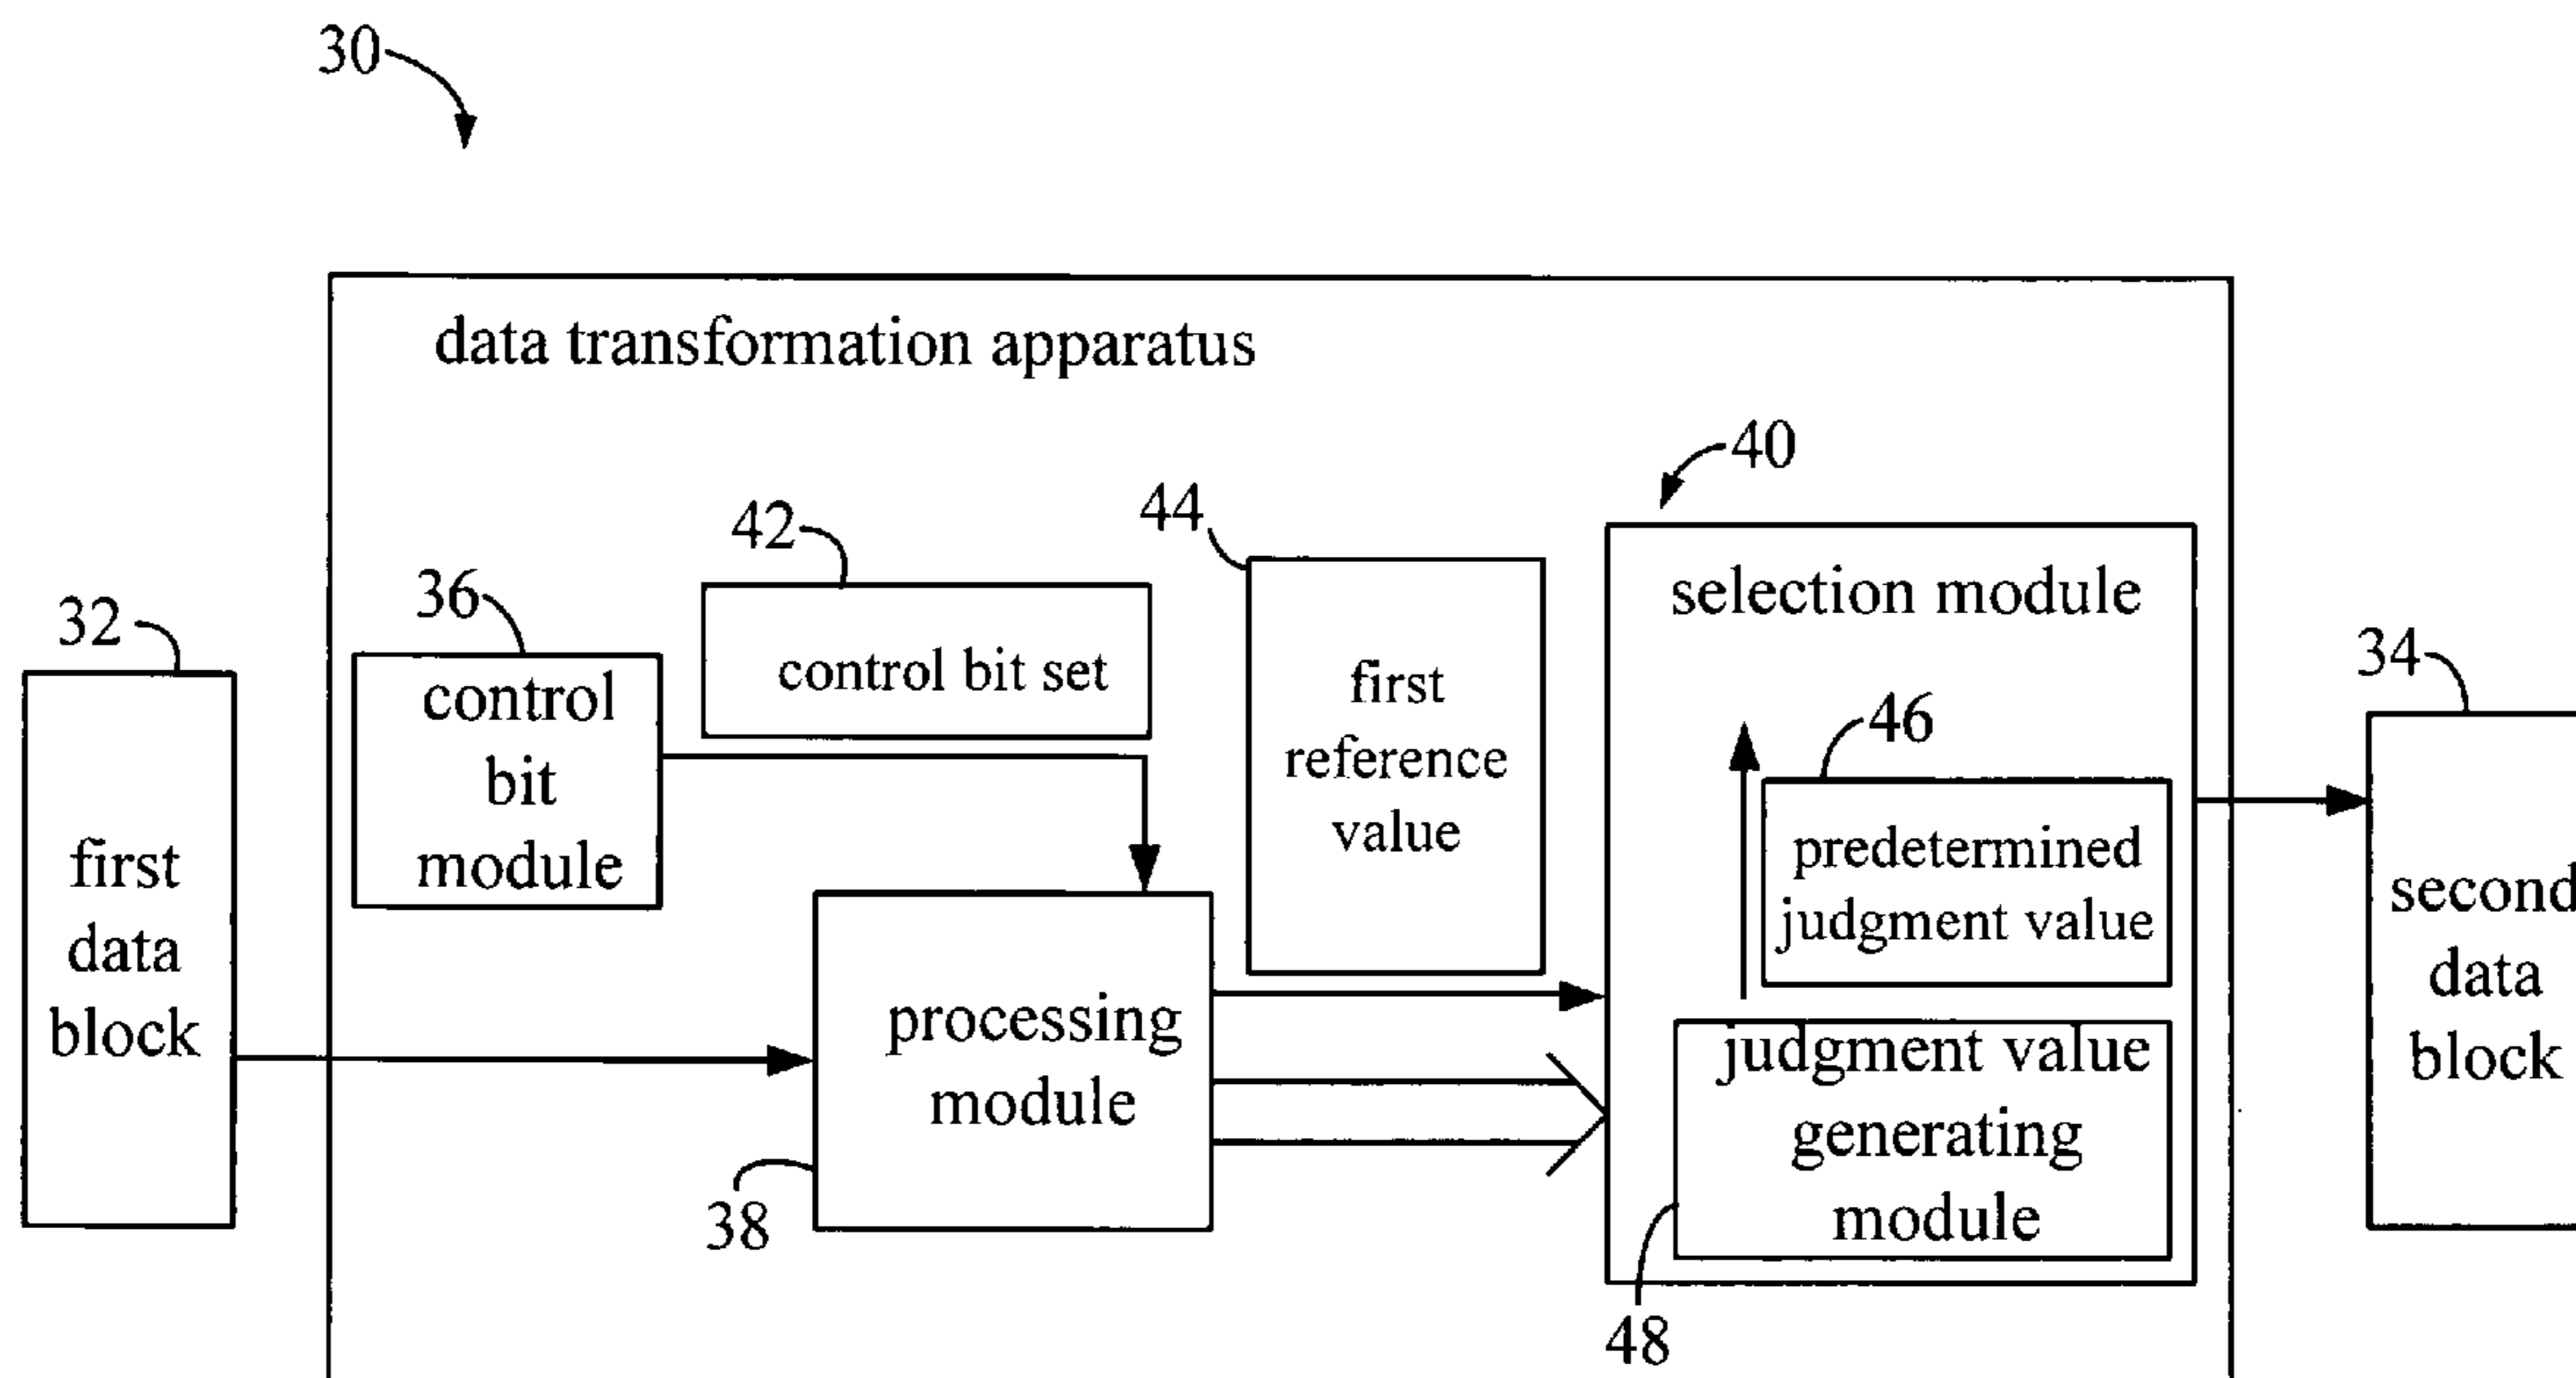 30
data transformation apparatus
40
44
42
36
32
34
selection module
control bit set
first
reference
value
control
bit
module
46
predetermined
judgment value
first
data
block
second
data
block
processing
module
judgment value
generating
module
38
48